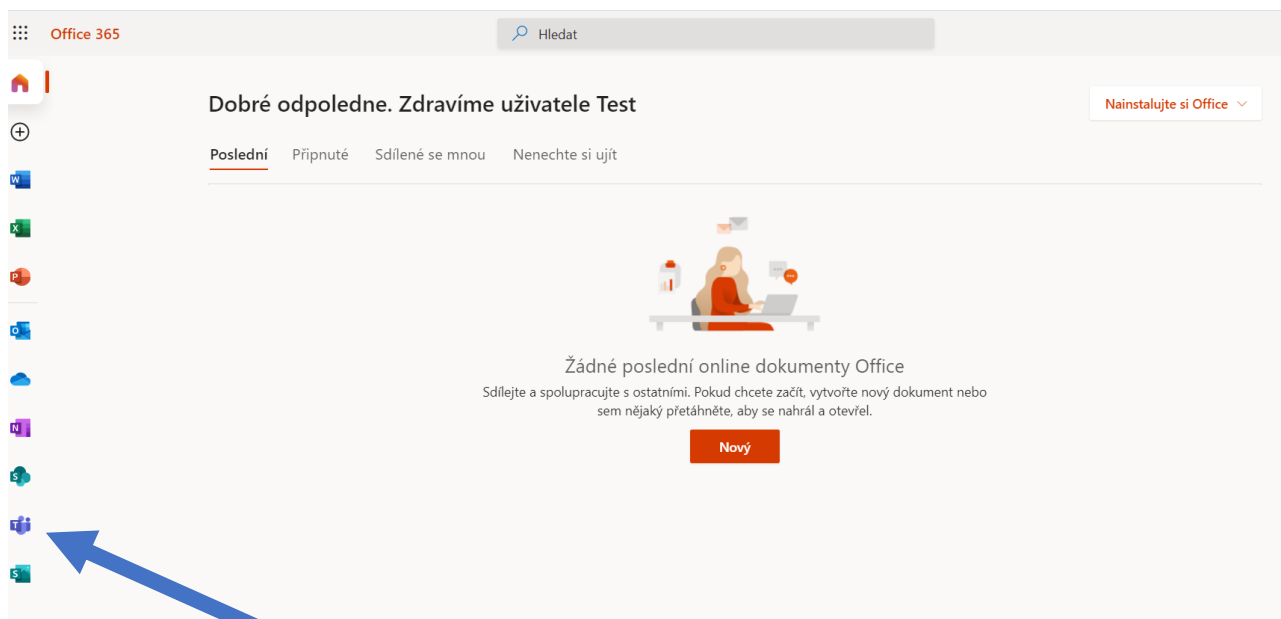 Office 365
Hledat
Dobré odpoledne. Zdravíme uživatele Test
Nainstalujte si Office
Poslední Připnuté Sdílené se mnou Nenechte si ujít
W
X
P
O
N
S
T
S
Žádné poslední online dokumenty Office
Sdílejte a spolupracujte s ostatními. Pokud chcete začít, vytvořte nový dokument nebo
sem nějaký přetáhněte, aby se nahrál a otevřel.
Nový